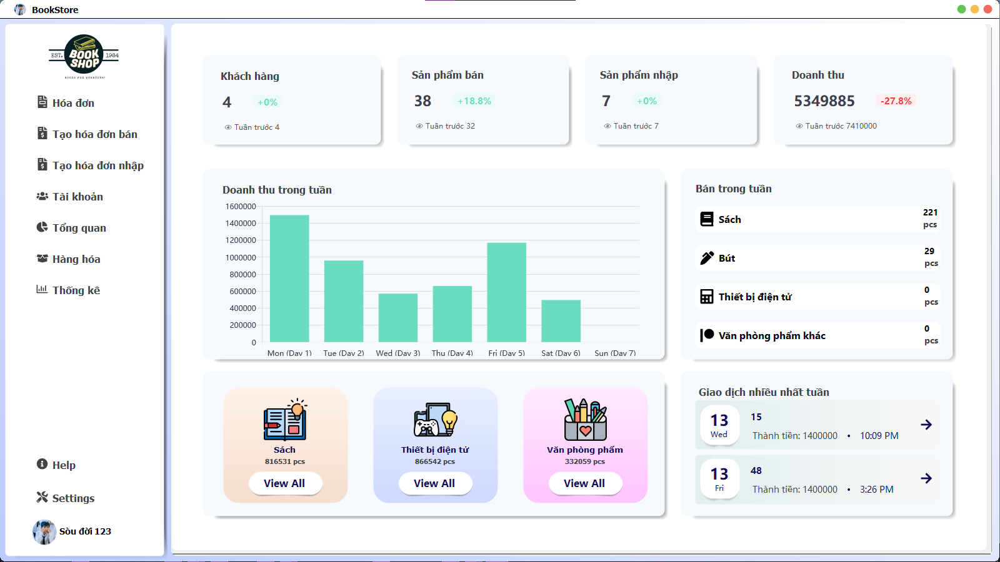 BookStore
EST. BOOK SHOP 1984
BOOKS FOR EVERYONE!
Hóa đơn
Tạo hóa đơn bán
Tạo hóa đơn nhập
Tài khoản
Tổng quan
Hàng hóa
Thống kê
Help
Settings
Sòu đời 123
Khách hàng
4 +0%
Tuần trước 4
Sản phẩm bán
38 +18.8%
Tuần trước 32
Sản phẩm nhập
7 +0%
Tuần trước 7
Doanh thu
5349885 -27.8%
Tuần trước 7410000
Doanh thu trong tuần
1600000
1400000
1200000
1000000
800000
600000
400000
200000
0
Mon (Day 1) Tue (Day 2) Wed (Day 3) Thu (Day 4) Fri (Day 5) Sat (Day 6) Sun (Day 7)
Bán trong tuần
Sách 221 pcs
Bút 29 pcs
Thiết bị điện tử 0 pcs
Văn phòng phẩm khác 0 pcs
Sách
816531 pcs
View All
Thiết bị điện tử
866542 pcs
View All
Văn phòng phẩm
332059 pcs
View All
Giao dịch nhiều nhất tuần
13 Wed
15
Thành tiền: 1400000 • 10:09 PM
13 Fri
48
Thành tiền: 1400000 • 3:26 PM